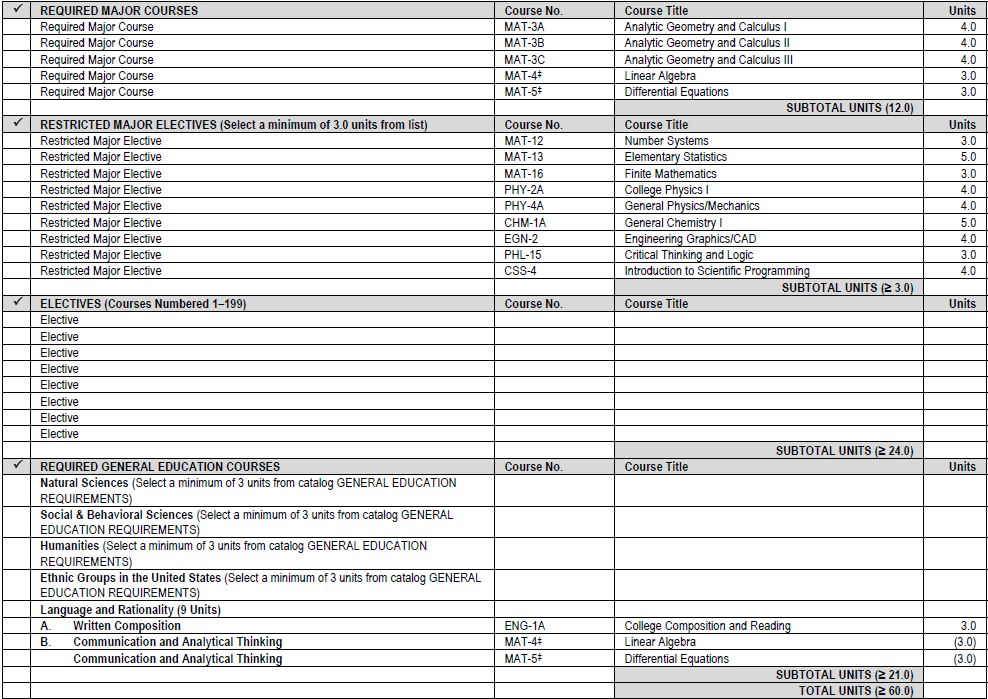 ✓ REQUIRED MAJOR COURSES Course No. Course Title Units
Required Major Course MAT-3A Analytic Geometry and Calculus I 4.0
Required Major Course MAT-3B Analytic Geometry and Calculus II 4.0
Required Major Course MAT-3C Analytic Geometry and Calculus III 4.0
Required Major Course MAT-4‡ Linear Algebra 3.0
Required Major Course MAT-5‡ Differential Equations 3.0
SUBTOTAL UNITS (12.0)
✓ RESTRICTED MAJOR ELECTIVES (Select a minimum of 3.0 units from list) Course No. Course Title Units
Restricted Major Elective MAT-12 Number Systems 3.0
Restricted Major Elective MAT-13 Elementary Statistics 5.0
Restricted Major Elective MAT-16 Finite Mathematics 3.0
Restricted Major Elective PHY-2A College Physics I 4.0
Restricted Major Elective PHY-4A General Physics/Mechanics 4.0
Restricted Major Elective CHM-1A General Chemistry I 5.0
Restricted Major Elective EGN-2 Engineering Graphics/CAD 4.0
Restricted Major Elective PHL-15 Critical Thinking and Logic 3.0
Restricted Major Elective CSS-4 Introduction to Scientific Programming 4.0
SUBTOTAL UNITS (≥ 3.0)
✓ ELECTIVES (Courses Numbered 1–199) Course No. Course Title Units
Elective
Elective
Elective
Elective
Elective
Elective
Elective
Elective
SUBTOTAL UNITS (≥ 24.0)
✓ REQUIRED GENERAL EDUCATION COURSES Course No. Course Title Units
Natural Sciences (Select a minimum of 3 units from catalog GENERAL EDUCATION
REQUIREMENTS)
Social & Behavioral Sciences (Select a minimum of 3 units from catalog GENERAL
EDUCATION REQUIREMENTS)
Humanities (Select a minimum of 3 units from catalog GENERAL EDUCATION
REQUIREMENTS)
Ethnic Groups in the United States (Select a minimum of 3 units from catalog GENERAL
EDUCATION REQUIREMENTS)
Language and Rationality (9 Units)
A. Written Composition ENG-1A College Composition and Reading 3.0
B. Communication and Analytical Thinking MAT-4‡ Linear Algebra (3.0)
Communication and Analytical Thinking MAT-5‡ Differential Equations (3.0)
SUBTOTAL UNITS (≥ 21.0)
TOTAL UNITS (≥ 60.0)